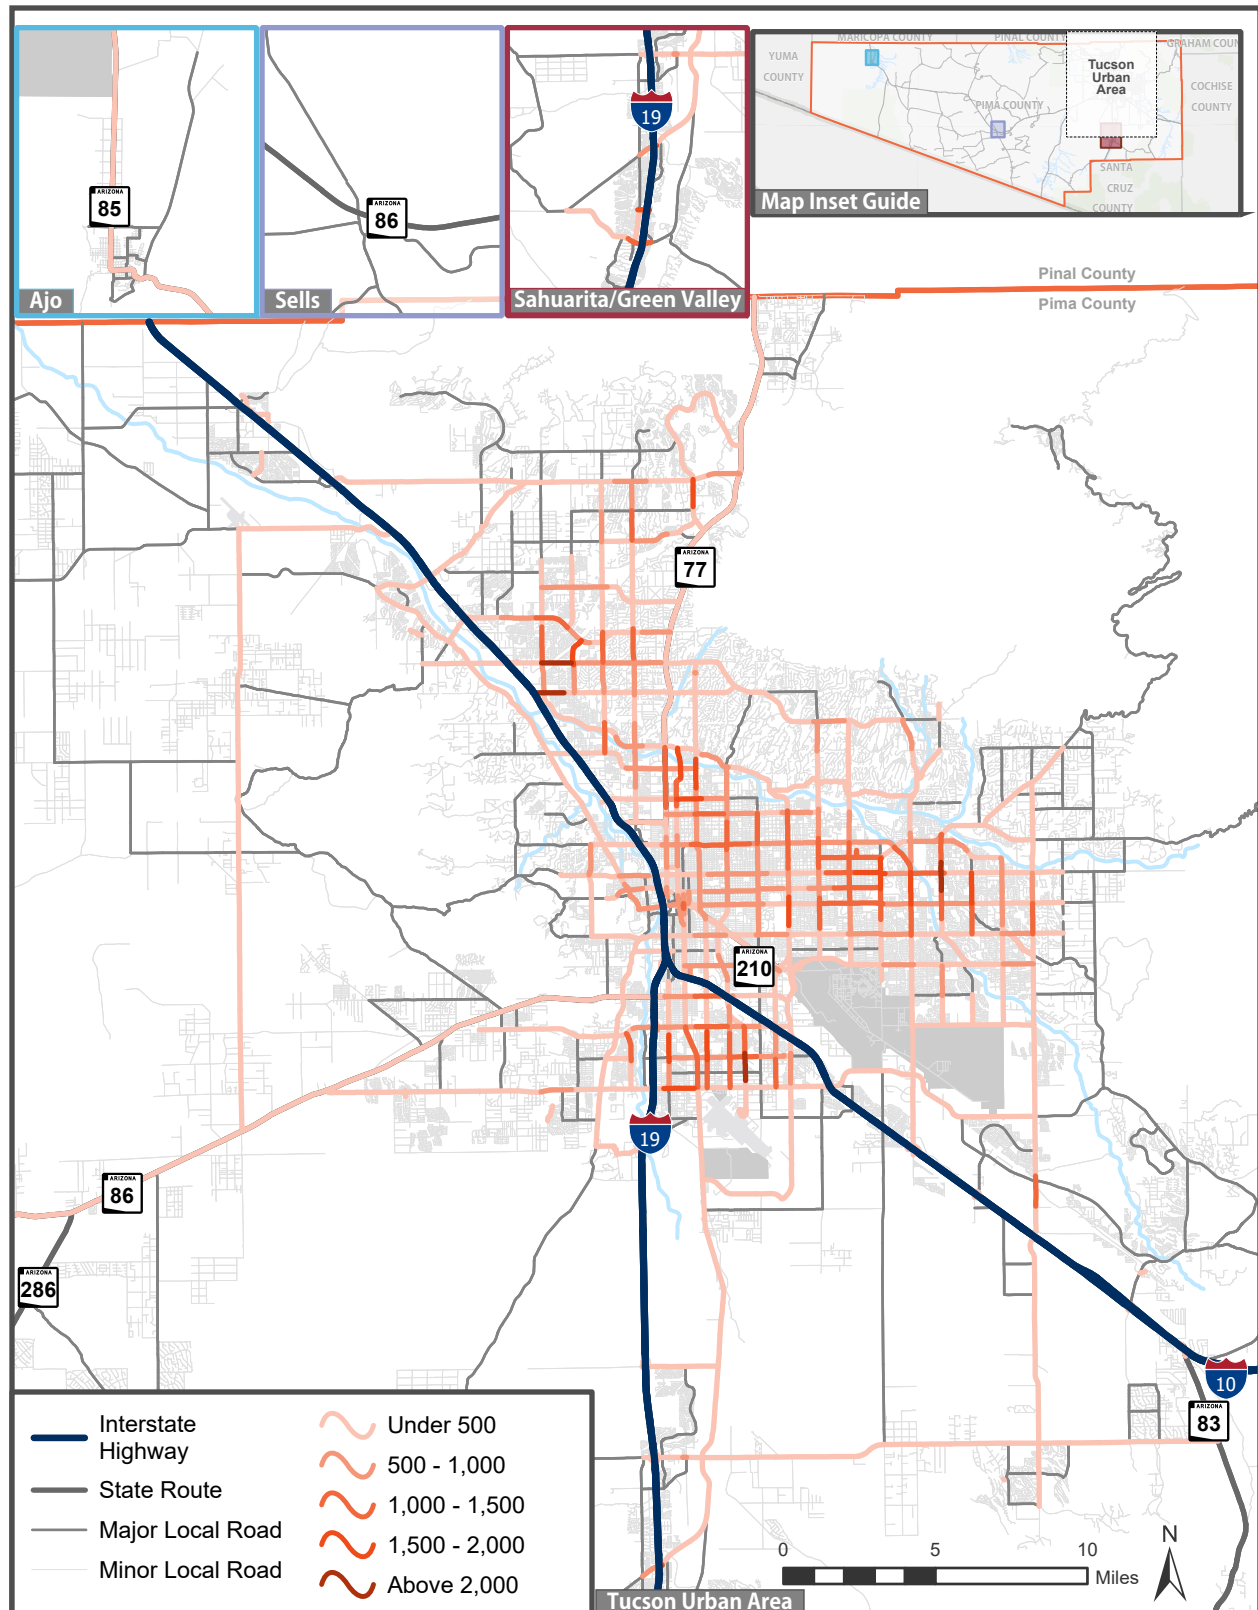 ARIZONA
85
Ajo
ARIZONA
86
Sells
19
Sahuarita/Green Valley
MARICOPA COUNTY
PINAL COUNTY
GRAHAM COUN
YUMA
COUNTY
Tucson
Urban
Area
COCHISE
COUNTY
PIMA COUNTY
SANTA
CRUZ
COUNTY
Map Inset Guide
Pinal County
Pima County
ARIZONA
77
ARIZONA
210
19
ARIZONA
86
ARIZONA
286
10
ARIZONA
83
Interstate
Highway
State Route
Major Local Road
Minor Local Road
Under 500
500 - 1,000
1,000 - 1,500
1,500 - 2,000
Above 2,000
0
5
10
Miles
N
Tucson Urban Area